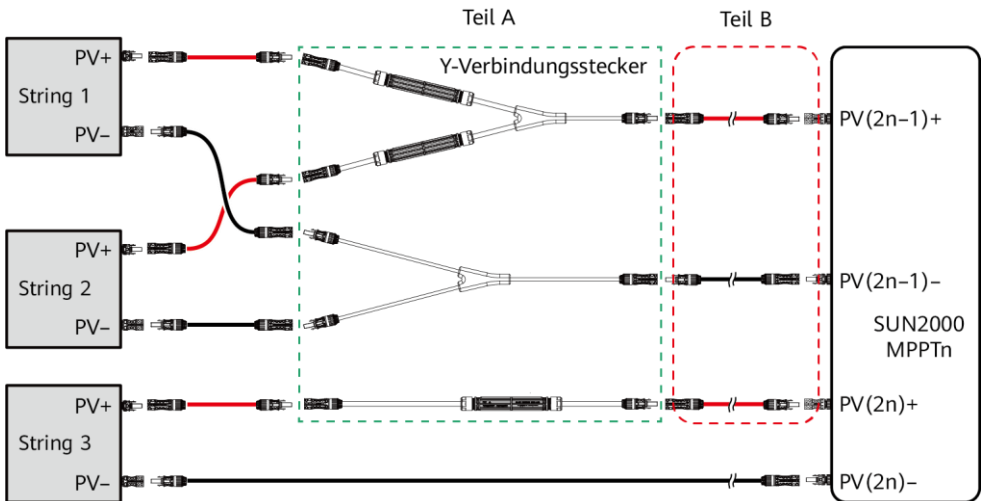 Teil A
Teil B
Y-Verbindungsstecker
PV+
String 1
PV−
PV+
String 2
PV−
PV+
String 3
PV−
PV(2n−1)+
PV(2n−1)−
SUN2000
MPPTn
PV(2n)+
PV(2n)−